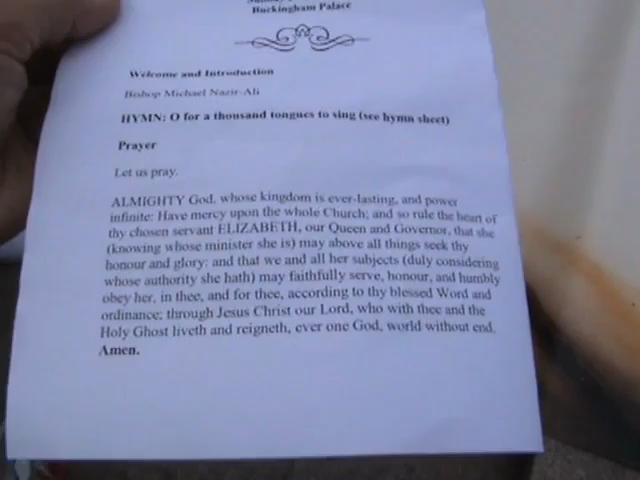 Buckingham Palace
Welcome and Introduction
Bishop Michael Nazir-Ali
HYMN: O for a thousand tongues to sing (see hymn sheet)
Prayer
Let us pray.
ALMIGHTY God, whose kingdom is ever-lasting, and power
infinite: Have mercy upon the whole Church; and so rule the heart of
thy chosen servant ELIZABETH, our Queen and Governor, that she
(knowing whose minister she is) may above all things seek thy
honour and glory: and that we and all her subjects (duly considering
whose authority she hath) may faithfully serve, honour, and humbly
obey her, in thee, and for thee, according to thy blessed Word and
ordinance; through Jesus Christ our Lord, who with thee and the
Holy Ghost liveth and reigneth, ever one God, world without end.
Amen.